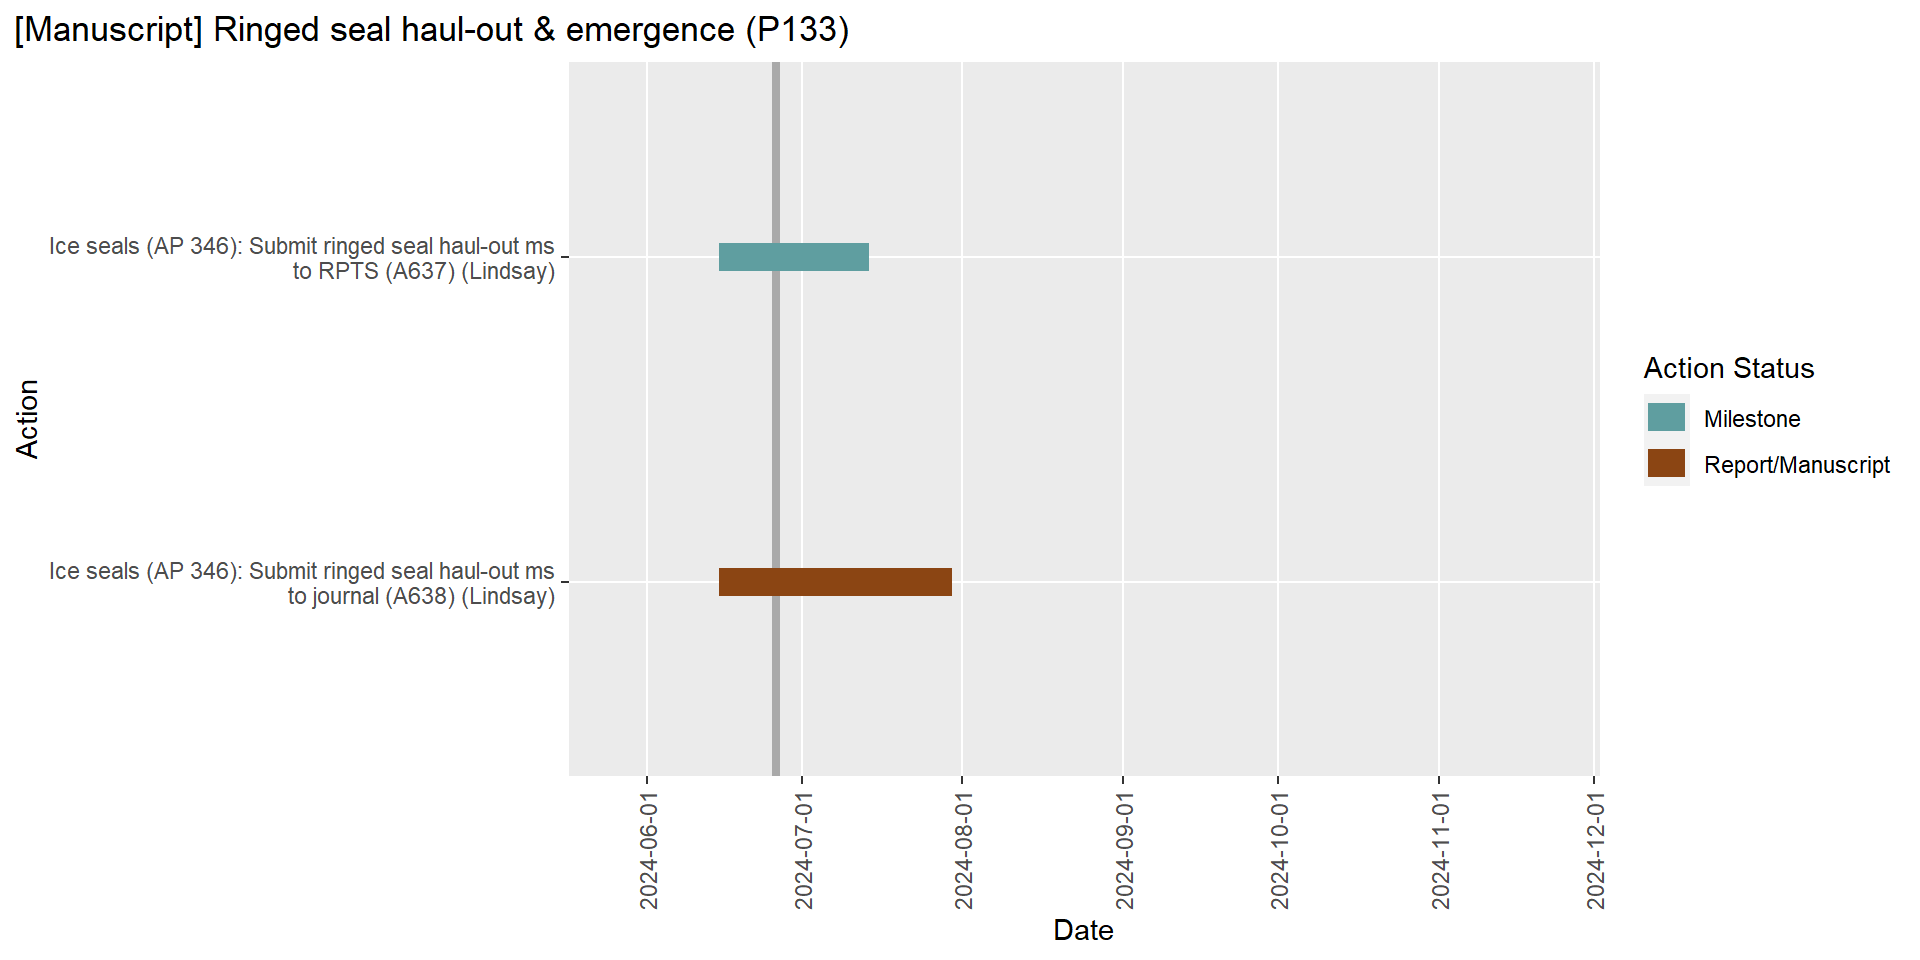 [Manuscript] Ringed seal haul-out & emergence (P133)
Ice seals (AP 346): Submit ringed seal haul-out ms
to RPTS (A637) (Lindsay)
Ice seals (AP 346): Submit ringed seal haul-out ms
to journal (A638) (Lindsay)
Action
2024-06-01
2024-07-01
2024-08-01
2024-09-01
2024-10-01
2024-11-01
2024-12-01
Date
Action Status
Milestone
Report/Manuscript